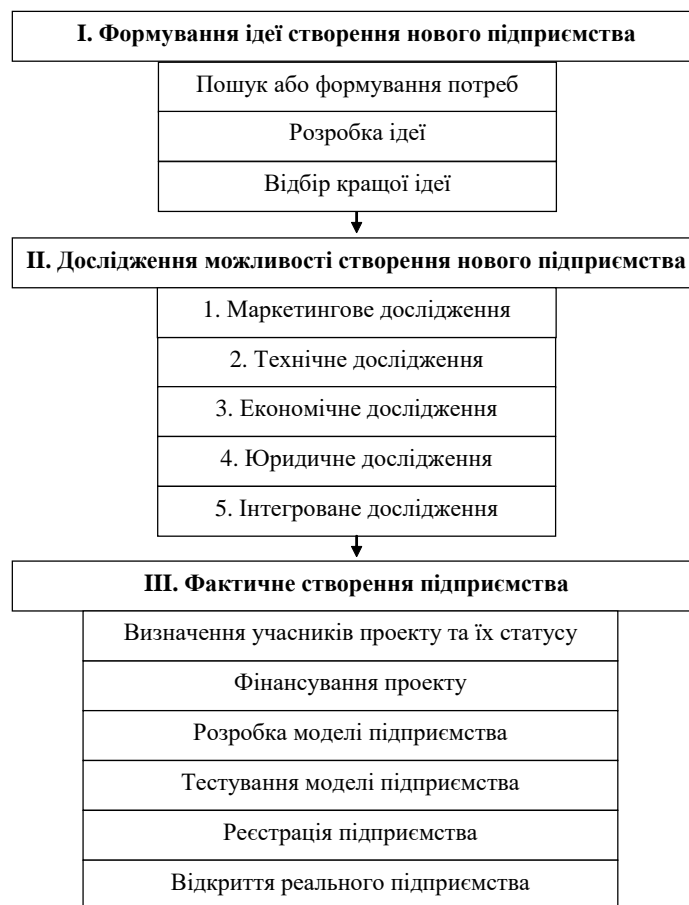 I. Формування ідеї створення нового підприємства
Пошук або формування потреб
Розробка ідеї
Відбір кращої ідеї
II. Дослідження можливості створення нового підприємства
1. Маркетингове дослідження
2. Технічне дослідження
3. Економічне дослідження
4. Юридичне дослідження
5. Інтегроване дослідження
III. Фактичне створення підприємства
Визначення учасників проекту та їх статусу
Фінансування проекту
Розробка моделі підприємства
Тестування моделі підприємства
Реєстрація підприємства
Відкриття реального підприємства